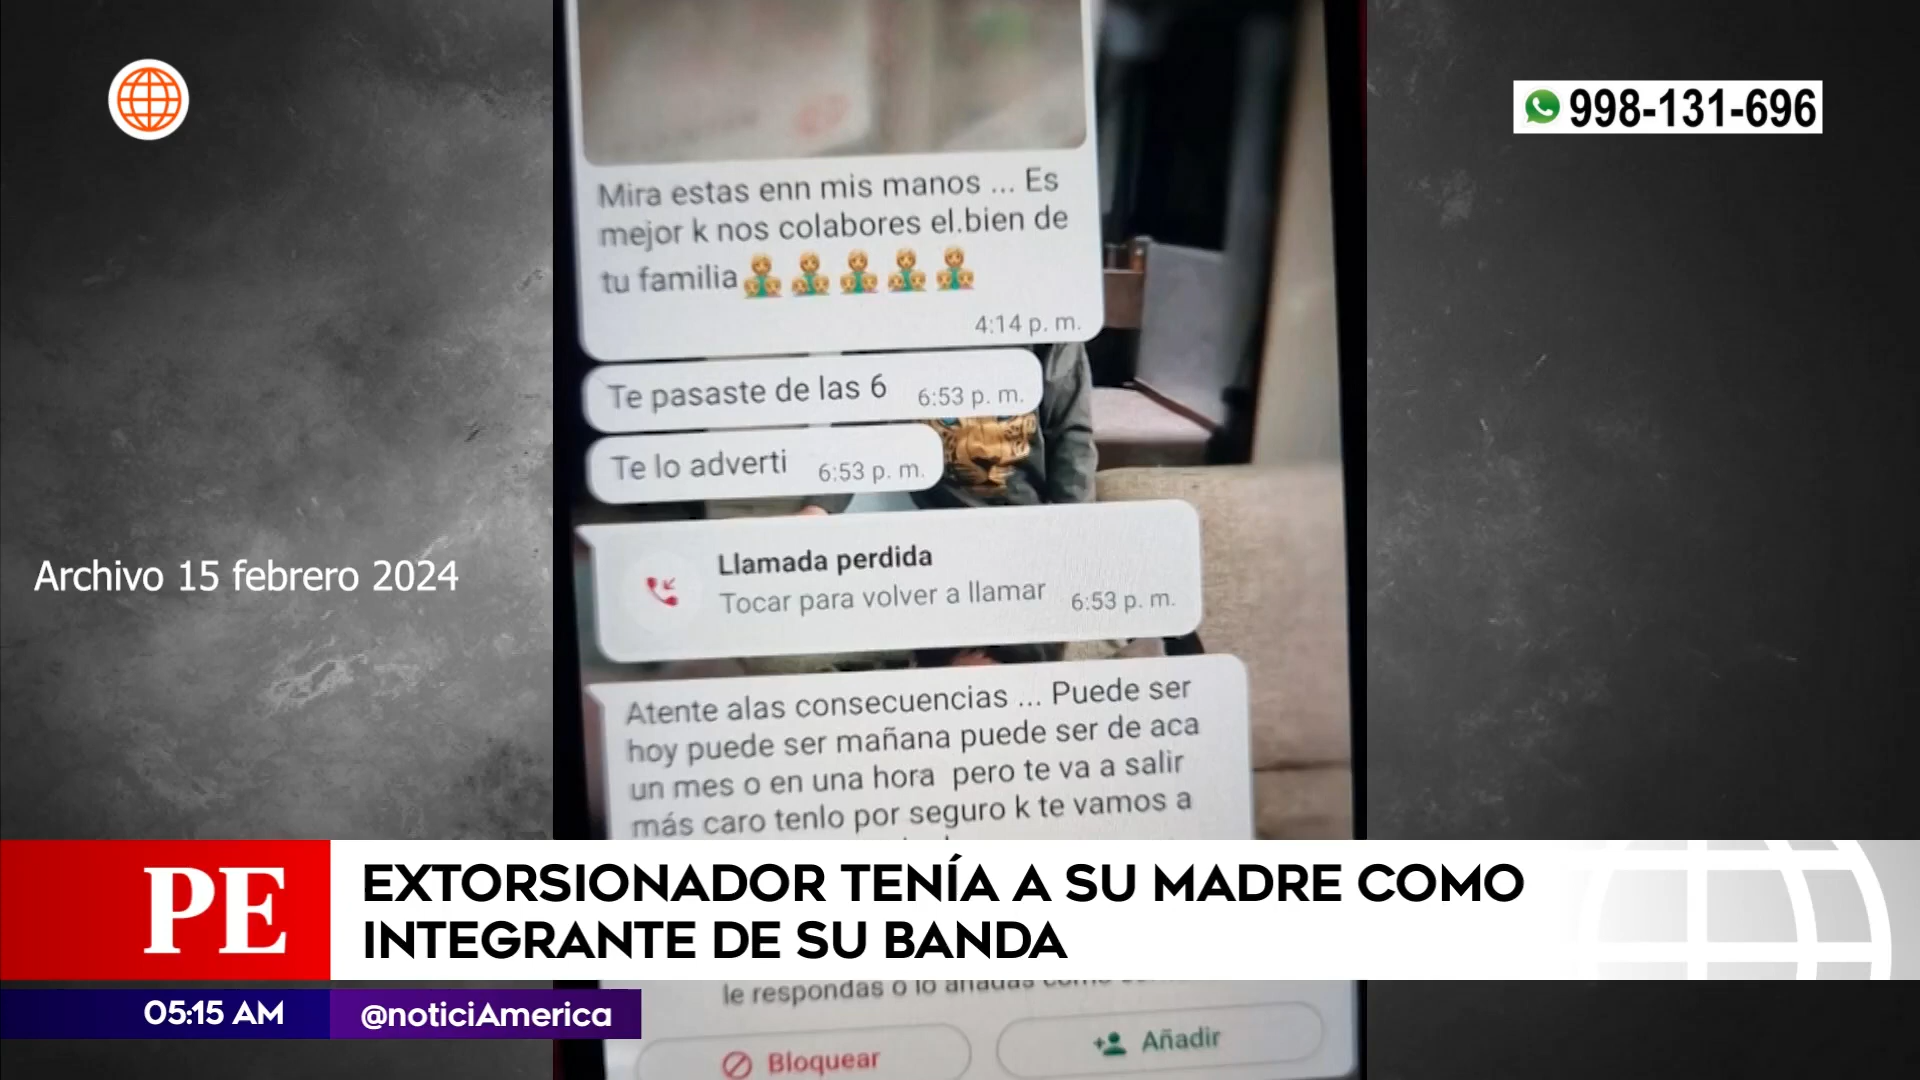 998-131-696
Mira estas enn mis manos ... Es
mejor k nos colabores el.bien de
tu familia
4:14 p. m.
Te pasaste de las 6 6:53 p. m.
Te lo adverti 6:53 p. m.
Llamada perdida
Tocar para volver a llamar 6:53 p. m.
Archivo 15 febrero 2024
Atente alas consecuencias ... Puede ser
hoy puede ser mañana puede ser de aca
un mes o en una hora pero te va a salir
más caro tenlo por seguro k te vamos a
PE
EXTORSIONADOR TENÍA A SU MADRE COMO
INTEGRANTE DE SU BANDA
le respondas o lo añadas
05:15 AM @noticiAmerica
Bloquear Añadir